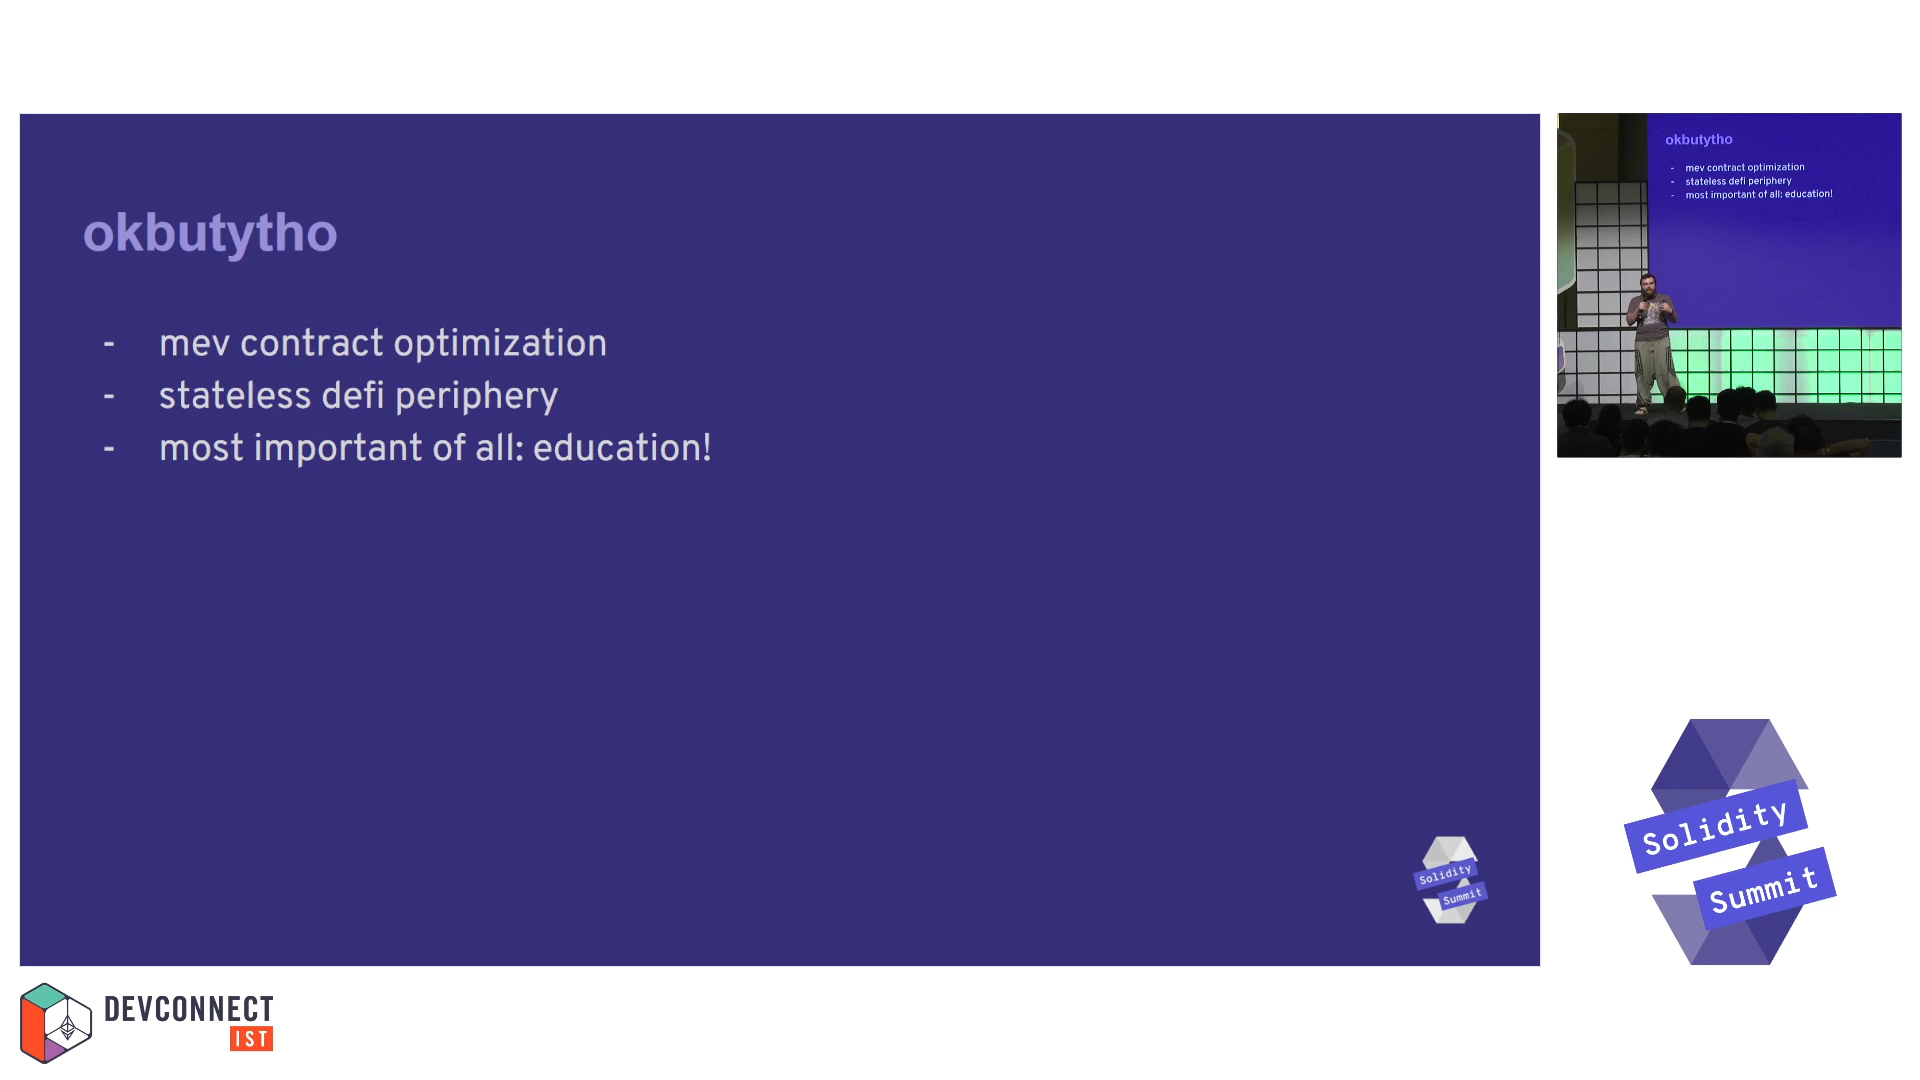 okbutytho
- mev contract optimization
- stateless defi periphery
- most important of all: education!
Solidity
Summit
okbutytho
- mev contract optimization
- stateless defi periphery
- most important of all: education!
Solidity
Summit
DEVCONNECT
IST